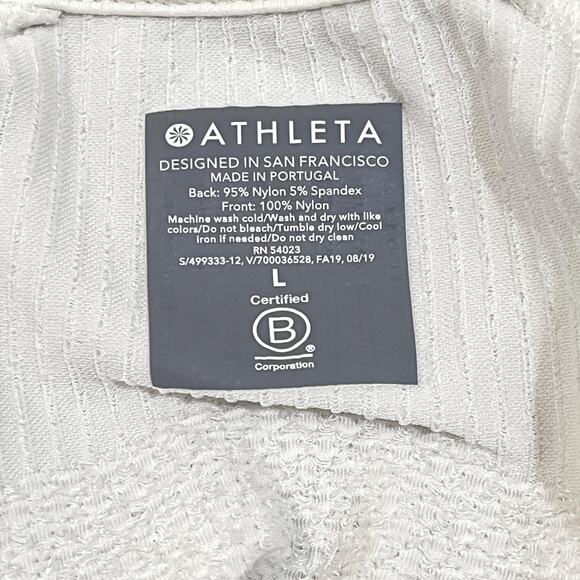 ATHLETA
DESIGNED IN SAN FRANCISCO
MADE IN PORTUGAL
Back: 95% Nylon 5% Spandex
Front: 100% Nylon
Machine wash cold/Wash and dry with like
colors/Do not bleach/Tumble dry low/Cool
iron if needed/Do not dry clean
RN 54023
S/499333-12, V/700036528, FA19, 08/19
L
Certified
B
®
Corporation